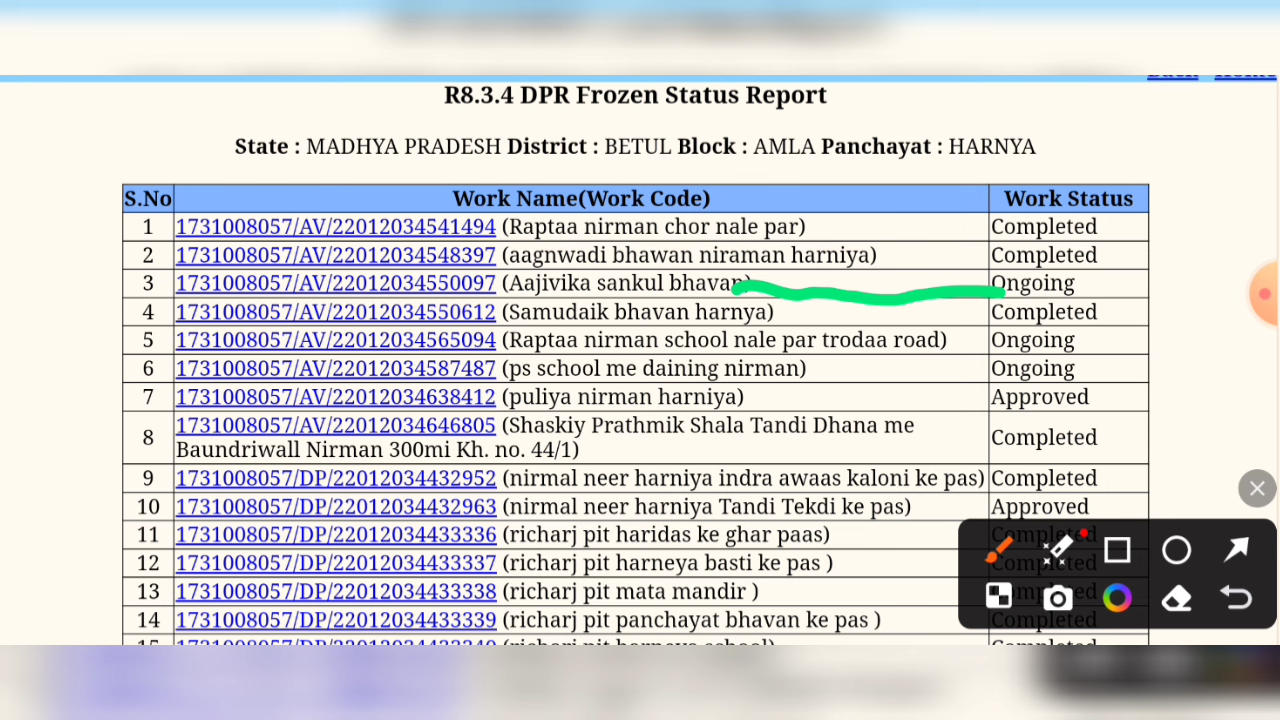 R8.3.4 DPR Frozen Status Report
State : MADHYA PRADESH District : BETUL Block : AMLA Panchayat : HARNYA
S.No Work Name(Work Code) Work Status
1 1731008057/AV/22012034541494 (Raptaa nirman chor nale par) Completed
2 1731008057/AV/22012034548397 (aagnwadi bhawan niraman harniya) Completed
3 1731008057/AV/22012034550097 (Aajivika sankul bhavan) Ongoing
4 1731008057/AV/22012034550612 (Samudaik bhavan harnya) Completed
5 1731008057/AV/22012034565094 (Raptaa nirman school nale par trodaa road) Ongoing
6 1731008057/AV/22012034587487 (ps school me daining nirman) Ongoing
7 1731008057/AV/22012034638412 (puliya nirman harniya) Approved
8 1731008057/AV/22012034646805 (Shaskiy Prathmik Shala Tandi Dhana me
Baundriwall Nirman 300mi Kh. no. 44/1) Completed
9 1731008057/DP/22012034432952 (nirmal neer harniya indra awaas kaloni ke pas) Completed
10 1731008057/DP/22012034432963 (nirmal neer harniya Tandi Tekdi ke pas) Approved
11 1731008057/DP/22012034433336 (richarj pit haridas ke ghar paas) Completed
12 1731008057/DP/22012034433337 (richarj pit harneya basti ke pas ) Completed
13 1731008057/DP/22012034433338 (richarj pit mata mandir )
14 1731008057/DP/22012034433339 (richarj pit panchayat bhavan ke pas ) Completed